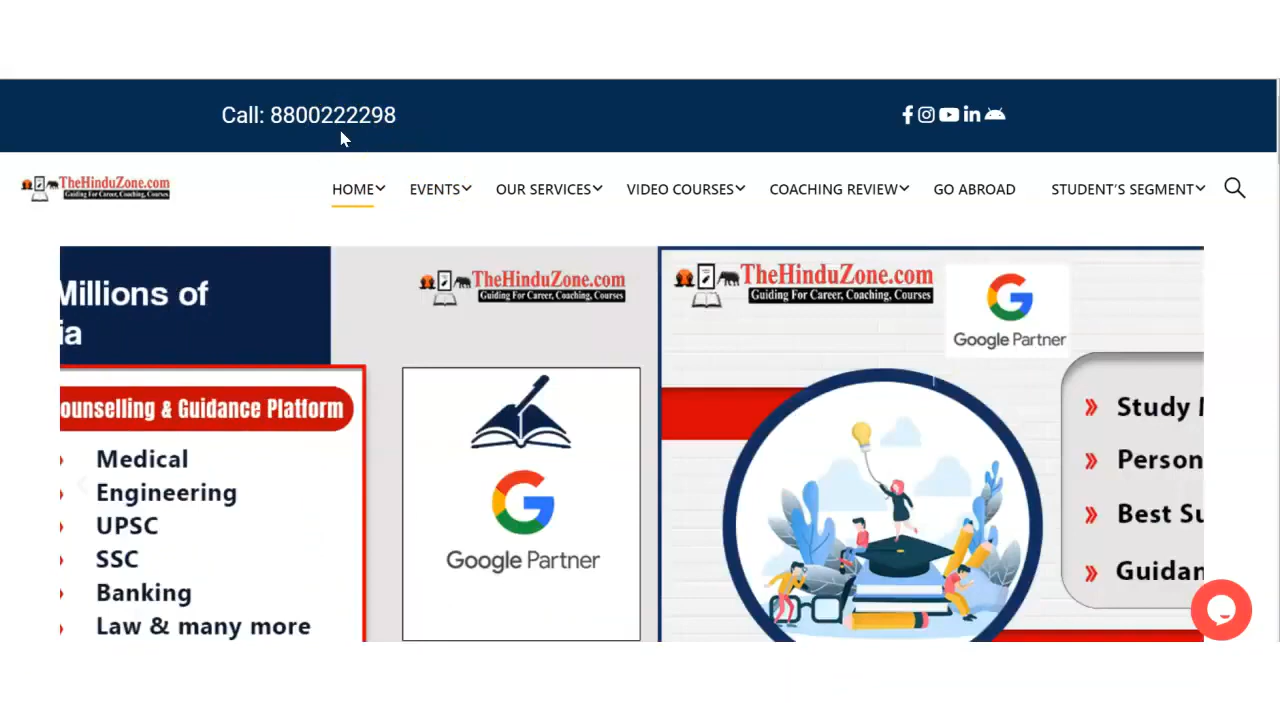 Call: 8800222298
TheHinduZone.com
Guiding For Career, Coaching, Courses
HOME
EVENTS
OUR SERVICES
VIDEO COURSES
COACHING REVIEW
GO ABROAD
STUDENT'S SEGMENT
Millions of
ia
ounselling & Guidance Platform
Medical
Engineering
UPSC
SSC
Banking
Law & many more
TheHinduZone.com
Guiding For Career, Coaching, Courses
Google Partner
TheHinduZone.com
Guiding For Career, Coaching, Courses
Google Partner
Study
Person
Best Su
Guidan